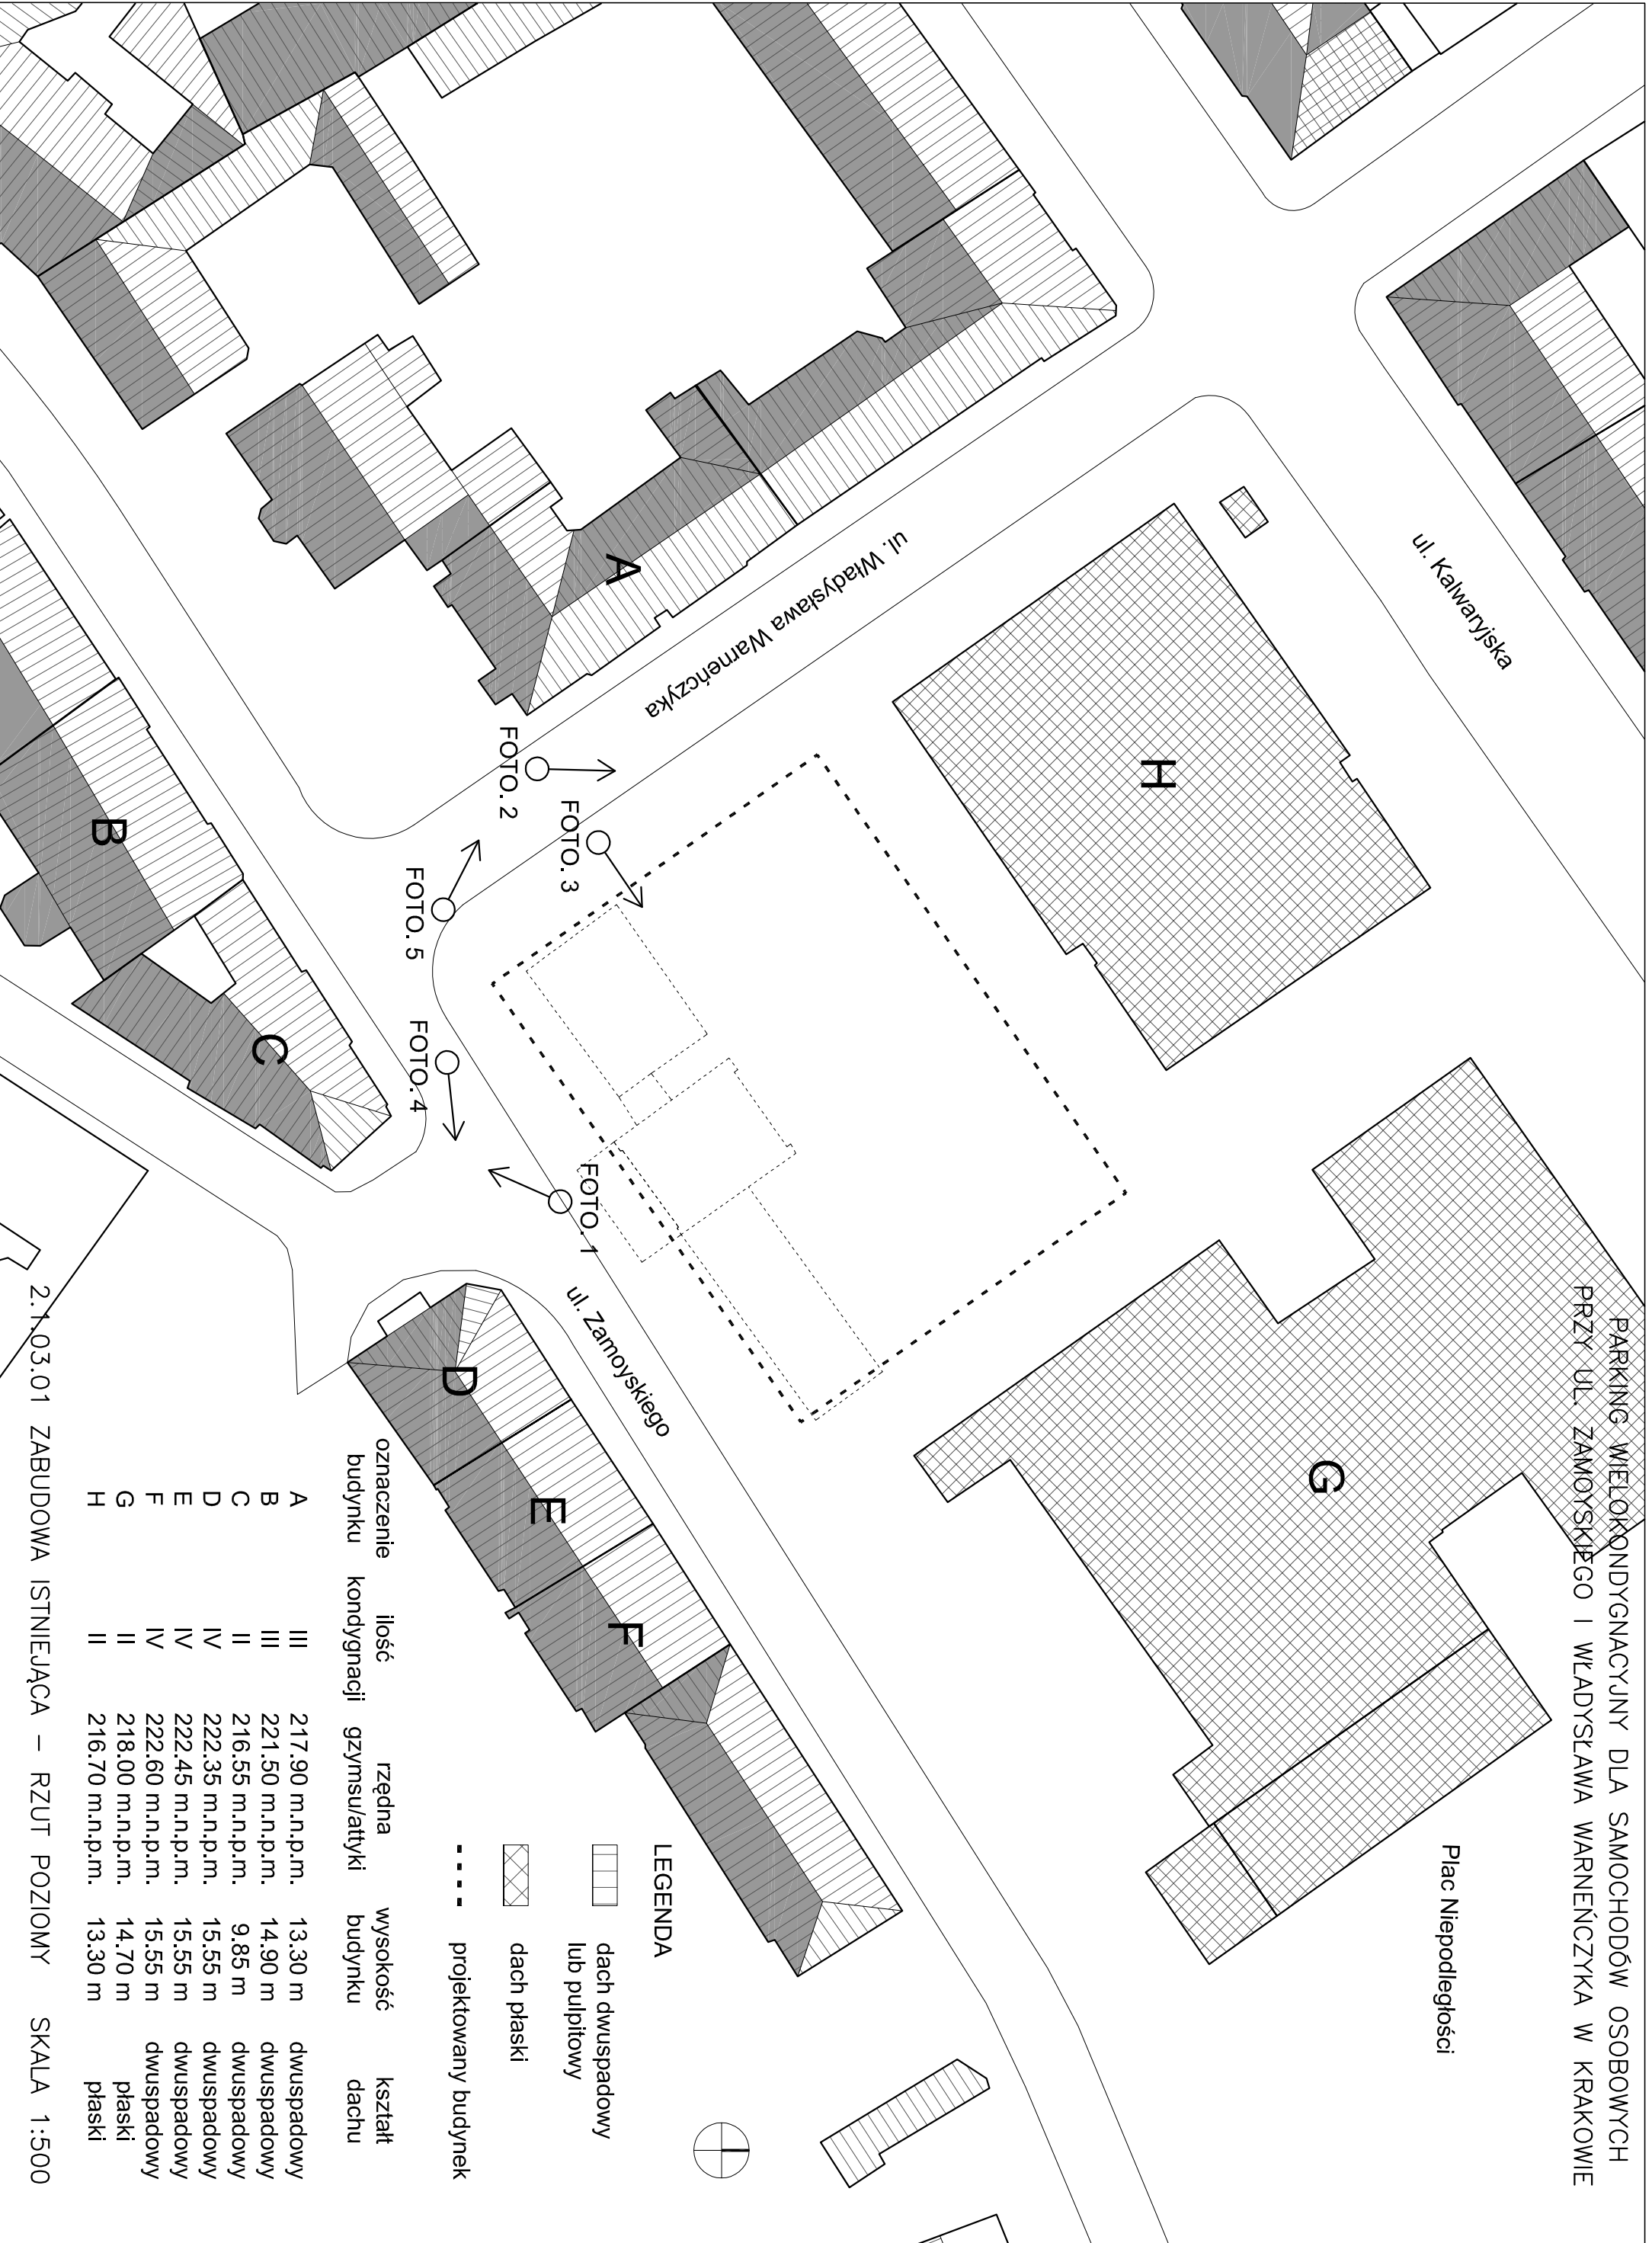 PARKING WIELOKONDYGNACYJNY DLA SAMOCHODÓW OSOBOWYCH
PRZY UL. ZAMOYSKIEGO I WŁADYSŁAWA WARNEŃCZYKA W KRAKOWIE
ul. Kalwaryjska
Plac Niepodległości
H
G
ul. Władysława Warneńczyka
A
FOTO. 2
FOTO. 3
FOTO. 5
FOTO. 4
FOTO. 1
ul. Zamoyskiego
B
C
D
E
F
LEGENDA
dach dwuspadowy
lub pulpitowy
dach płaski
projektowany budynek
oznaczenie ilość rzędna wysokość kształt
budynku kondygnacji gzymsu/attyki budynku dachu
A III 217.90 m.n.p.m. 13.30 m dwuspadowy
B III 221.50 m.n.p.m. 14.90 m dwuspadowy
C II 216.55 m.n.p.m. 9.85 m dwuspadowy
D IV 222.35 m.n.p.m. 15.55 m dwuspadowy
E IV 222.45 m.n.p.m. 15.55 m dwuspadowy
F IV 222.60 m.n.p.m. 15.55 m dwuspadowy
G II 218.00 m.n.p.m. 14.70 m płaski
H II 216.70 m.n.p.m. 13.30 m płaski
2.1.03.01 ZABUDOWA ISTNIEJĄCA – RZUT POZIOMY SKALA 1:500